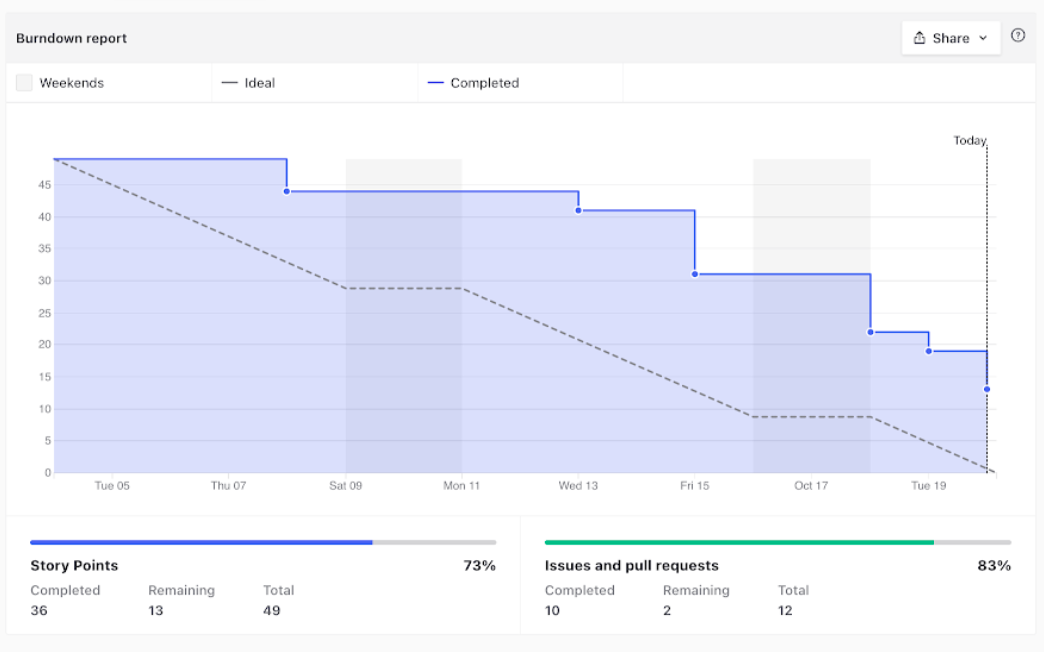 Burndown report
Share
Weekends
Ideal
Completed
Today
45
40
35
30
25
20
15
10
5
0
Tue 05 Thu 07 Sat 09 Mon 11 Wed 13 Fri 15 Oct 17 Tue 19
Story Points 73%
Completed Remaining Total
36 13 49
Issues and pull requests 83%
Completed Remaining Total
10 2 12